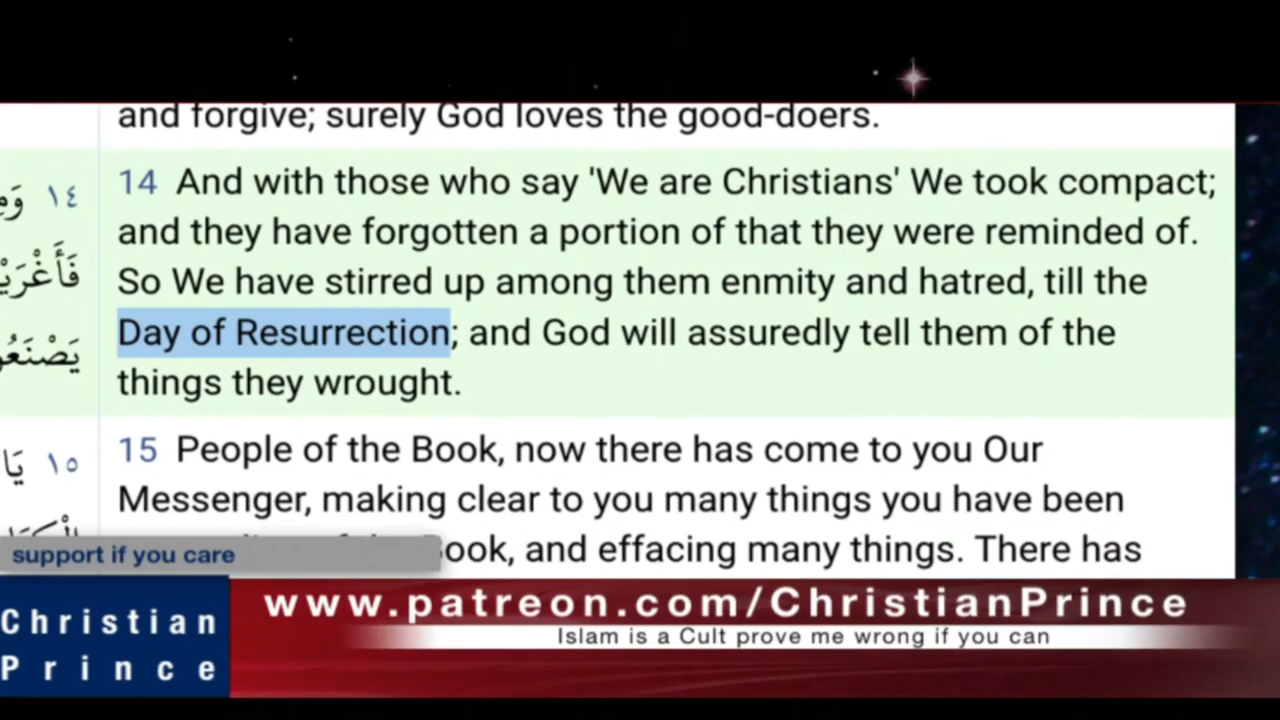 and forgive; surely God loves the good-doers.
١٤
14 And with those who say 'We are Christians' We took compact;
and they have forgotten a portion of that they were reminded of.
So We have stirred up among them enmity and hatred, till the
Day of Resurrection; and God will assuredly tell them of the
things they wrought.
١٥ يَا
15 People of the Book, now there has come to you Our
Messenger, making clear to you many things you have been
Book, and effacing many things. There has
support if you care
Christian
Prince
www.patreon.com/ChristianPrince
Islam is a Cult prove me wrong if you can